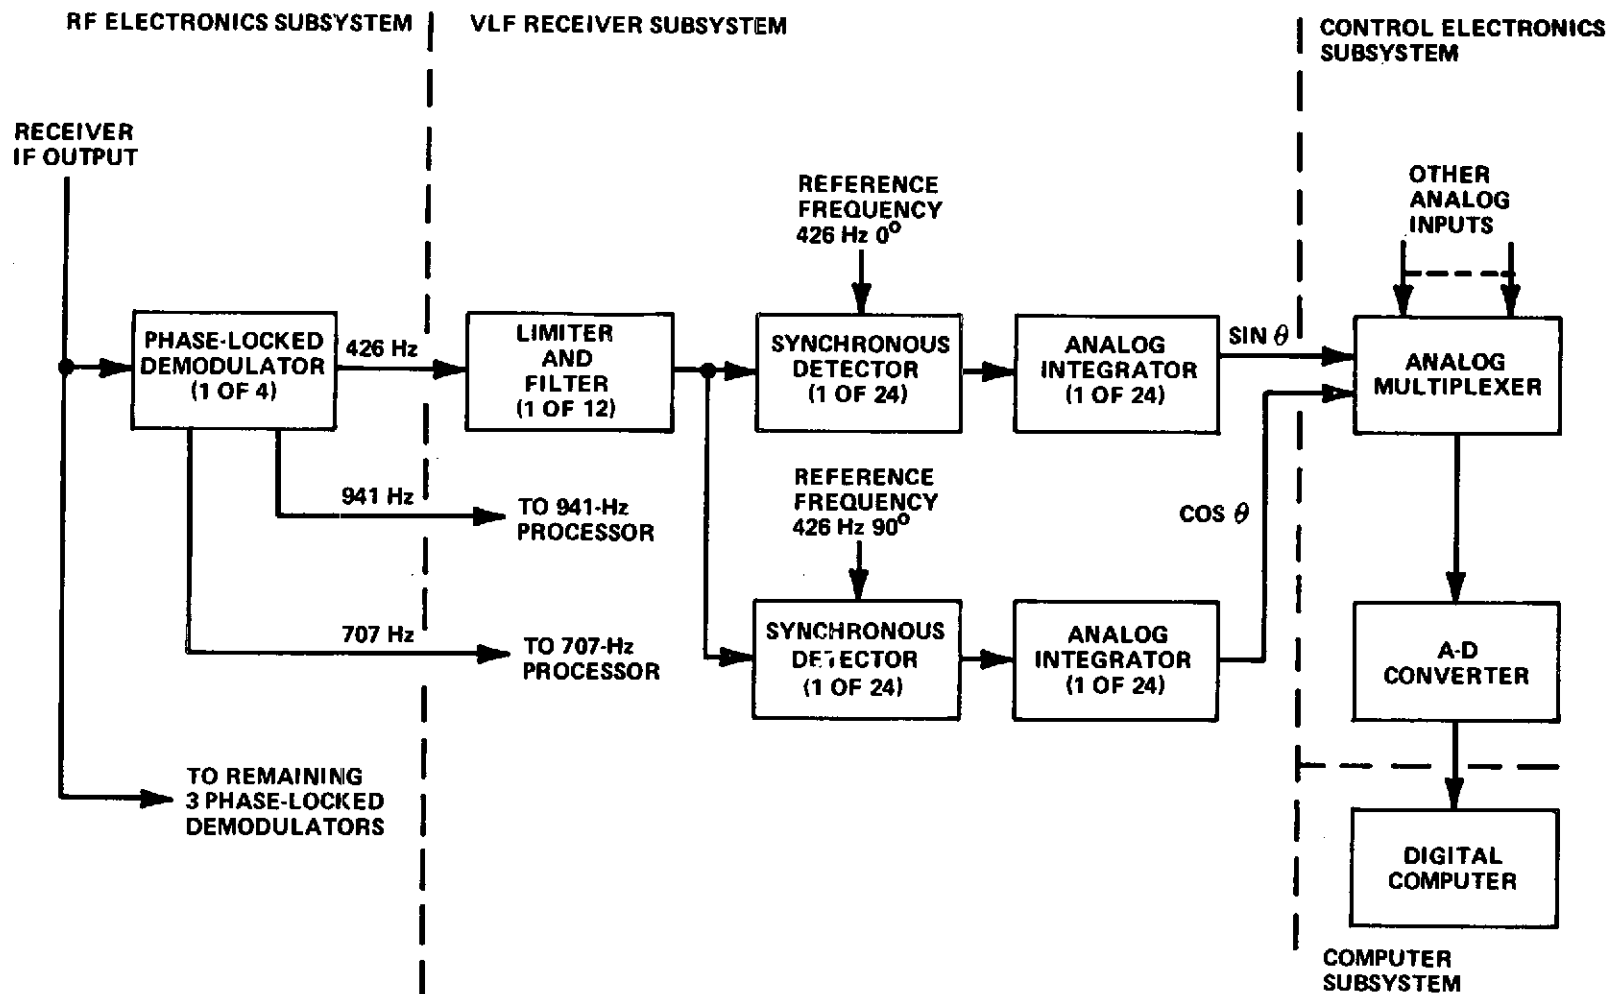 RF ELECTRONICS SUBSYSTEM
VLF RECEIVER SUBSYSTEM
CONTROL ELECTRONICS
SUBSYSTEM
RECEIVER
IF OUTPUT
PHASE-LOCKED
DEMODULATOR
(1 OF 4)
426 Hz
LIMITER
AND
FILTER
(1 OF 12)
REFERENCE
FREQUENCY
426 Hz 0°
SYNCHRONOUS
DETECTOR
(1 OF 24)
ANALOG
INTEGRATOR
(1 OF 24)
SIN θ
OTHER
ANALOG
INPUTS
ANALOG
MULTIPLEXER
941 Hz
TO 941-Hz
PROCESSOR
REFERENCE
FREQUENCY
426 Hz 90°
COS θ
707 Hz
TO 707-Hz
PROCESSOR
SYNCHRONOUS
DETECTOR
(1 OF 24)
ANALOG
INTEGRATOR
(1 OF 24)
A-D
CONVERTER
TO REMAINING
3 PHASE-LOCKED
DEMODULATORS
DIGITAL
COMPUTER
COMPUTER
SUBSYSTEM